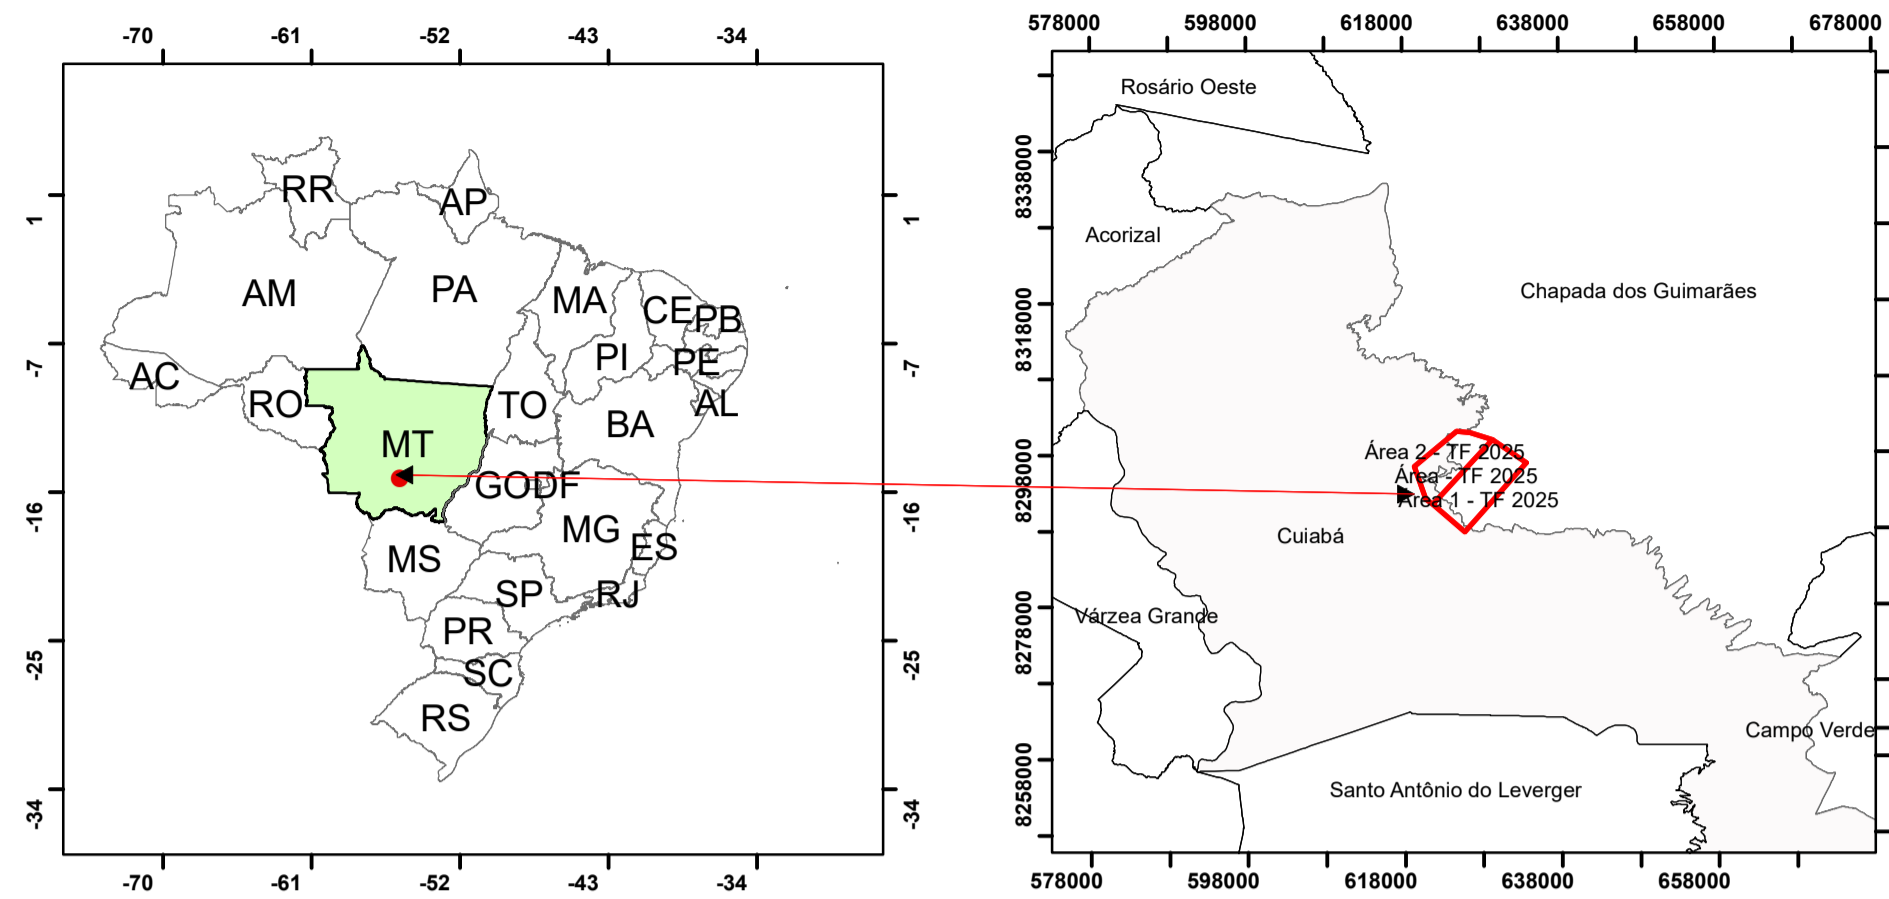 -70 -61 -52 -43 -34
578000 598000 618000 638000 658000 678000
Rosário Oeste
8338000
RR
AP
1
1
Acorizal
AM
PA
MA
CE
PB
Chapada dos Guimarães
8318000
PI
PE
-7
-7
AC
RO
TO
AL
BA
MT
Área 2 - TF 2025
Área - TF 2025
Área 1 - TF 2025
8298000
GO
DF
-16
-16
MG
ES
Cuiabá
MS
SP
RJ
Várzea Grande
8278000
PR
-25
-25
SC
RS
Campo Verde
8258000
Santo Antônio do Leverger
-34
-34
-70 -61 -52 -43 -34
578000 598000 618000 638000 658000